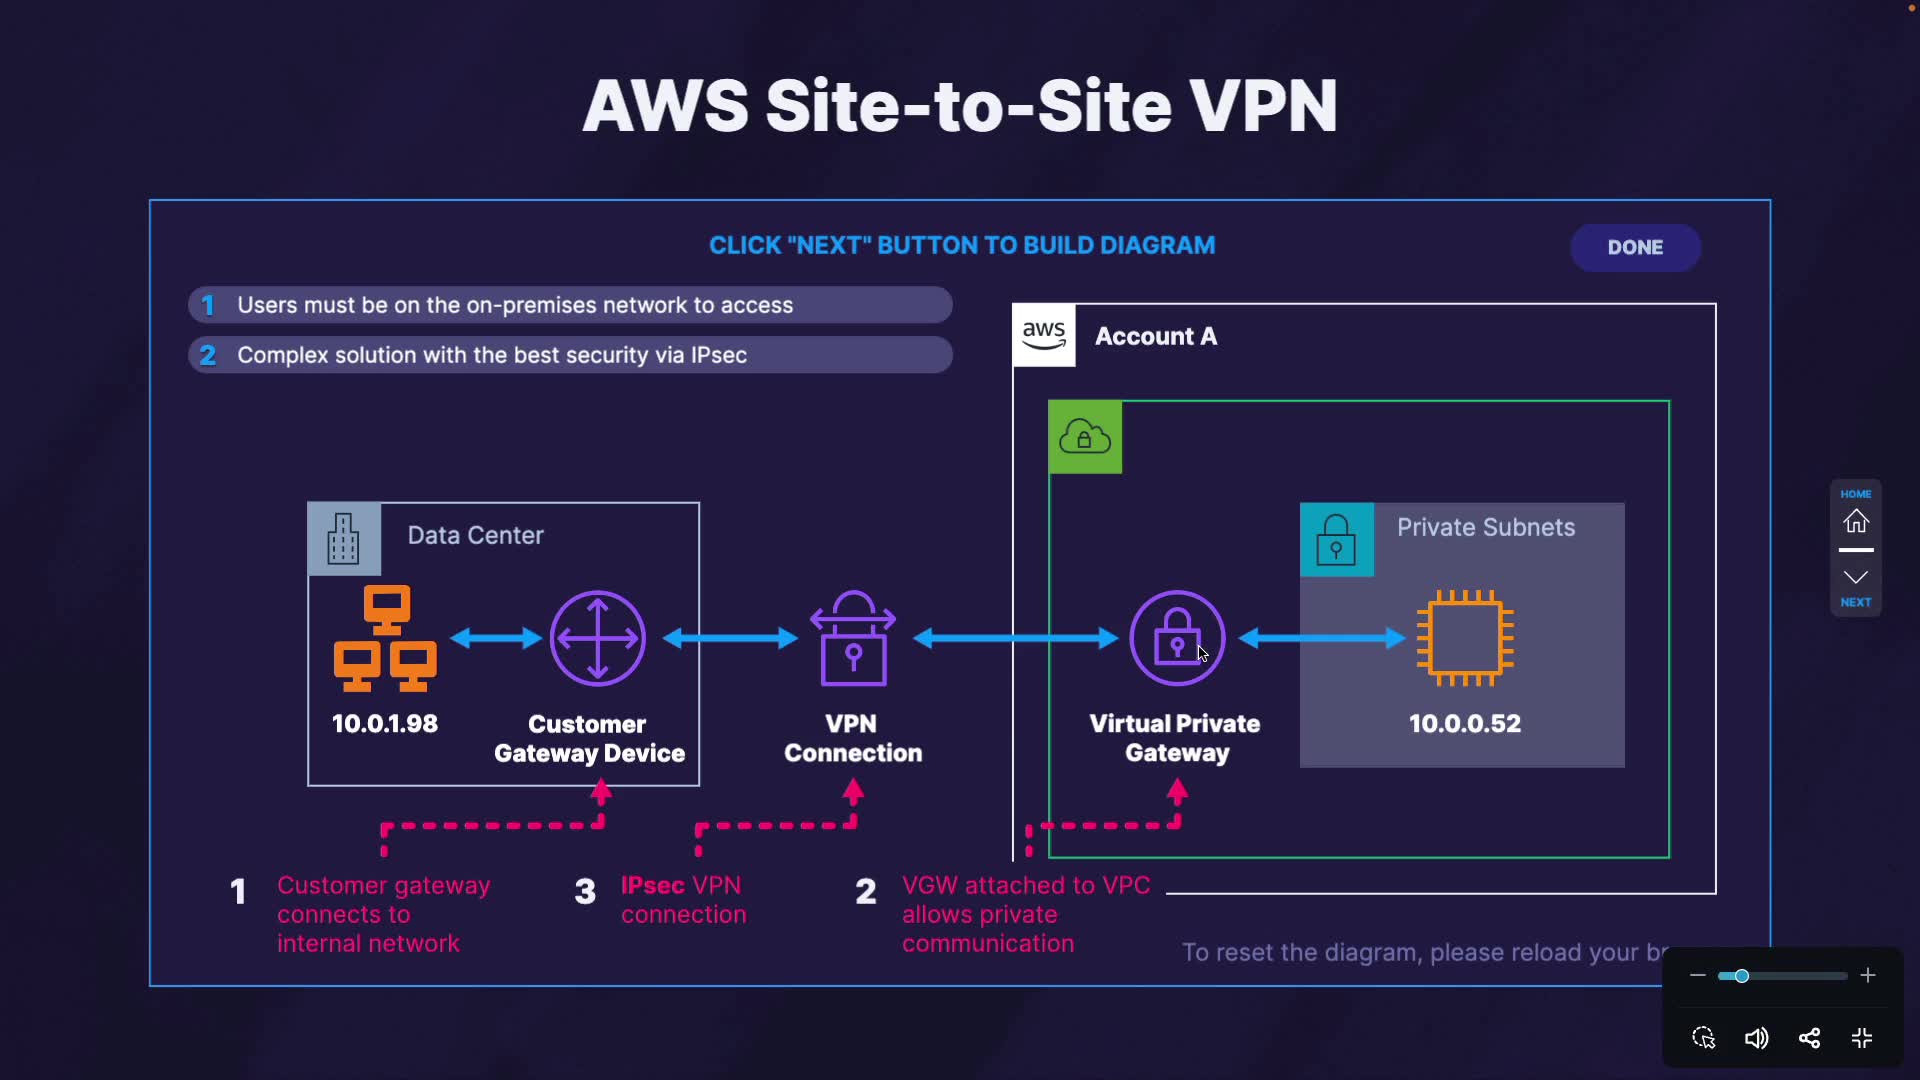 AWS Site-to-Site VPN
CLICK "NEXT" BUTTON TO BUILD DIAGRAM
DONE
1 Users must be on the on-premises network to access
2 Complex solution with the best security via IPsec
aws
Account A
Data Center
Private Subnets
HOME
NEXT
10.0.1.98
Customer
Gateway Device
VPN
Connection
Virtual Private
Gateway
10.0.0.52
1 Customer gateway
connects to
internal network
3 IPsec VPN
connection
2 VGW attached to VPC
allows private
communication
To reset the diagram, please reload your